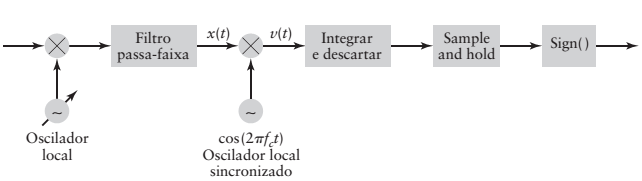 Filtro
passa-faixa
x(t)
v(t)
Integrar
e descartar
Sample
and hold
Sign()
~
~
Oscilador
local
cos(2πf_ct)
Oscilador local
sincronizado